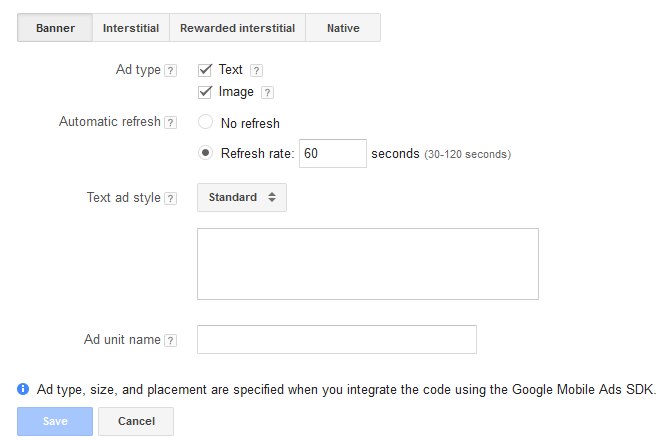 Banner Interstitial Rewarded interstitial Native
Ad type ? Text ?
Image ?
Automatic refresh ? No refresh
Refresh rate: 60 seconds (30-120 seconds)
Text ad style ? Standard
Ad unit name ?
Ad type, size, and placement are specified when you integrate the code using the Google Mobile Ads SDK.
Save Cancel